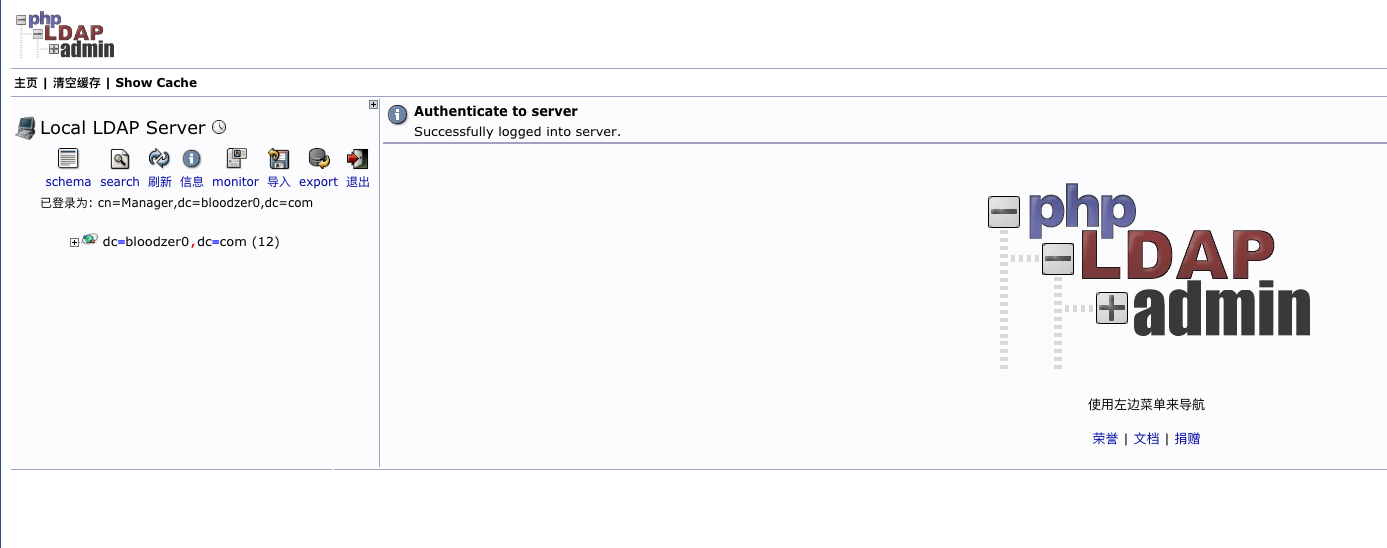 php
LDAP
admin
主页 | 清空缓存 | Show Cache
Local LDAP Server
schema search 刷新 信息 monitor 导入 export 退出
已登录为: cn=Manager,dc=bloodzer0,dc=com
dc=bloodzer0,dc=com (12)
Authenticate to server
Successfully logged into server.
php
LDAP
admin
使用左边菜单来导航
荣誉 | 文档 | 捐赠